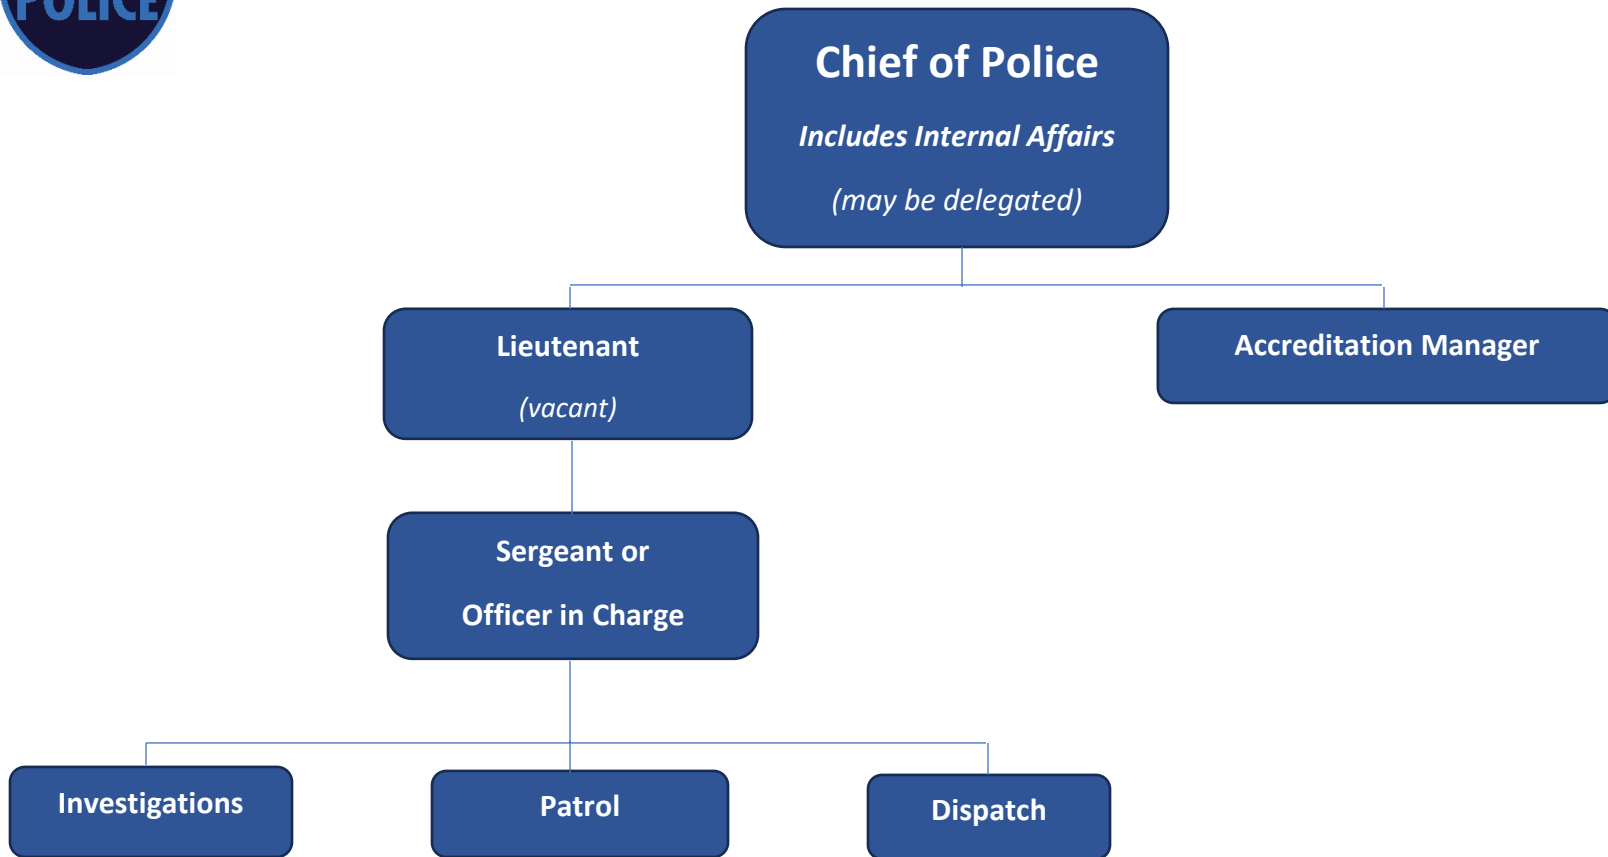 POLICE
Chief of Police
Includes Internal Affairs
(may be delegated)
Lieutenant
(vacant)
Accreditation Manager
Sergeant or
Officer in Charge
Investigations
Patrol
Dispatch